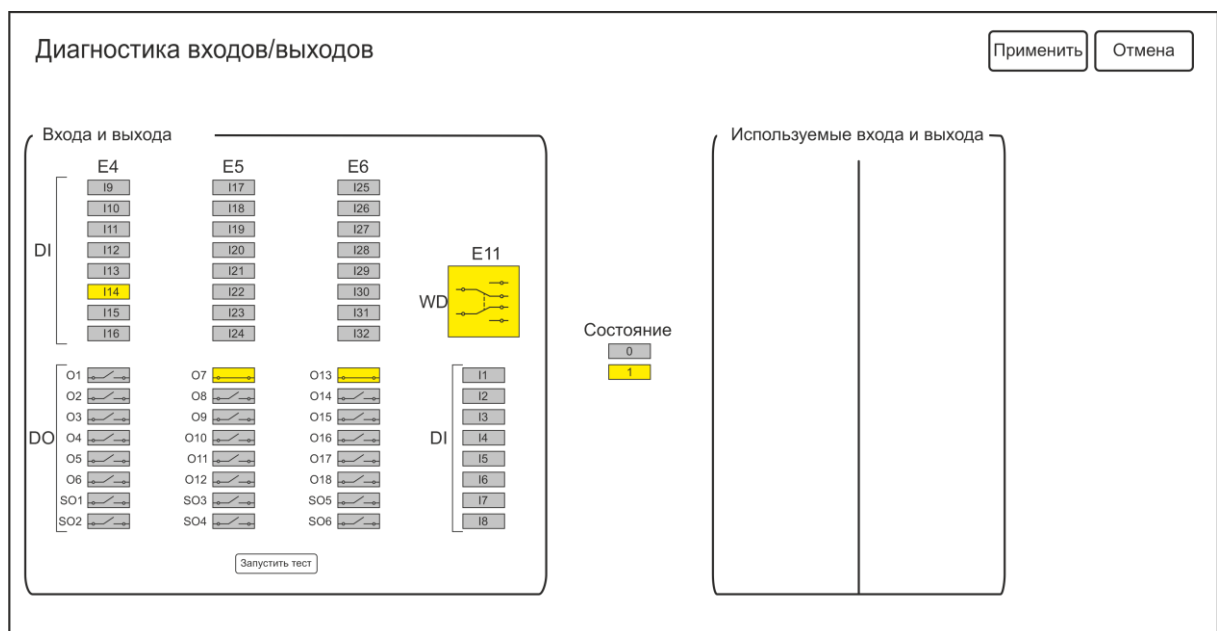 Диагностика входов/выходов
Применить
Отмена
Входа и выхода
Используемые входа и выхода
E4
E5
E6
I9
I17
I25
I10
I18
I26
I11
I19
I27
DI
I12
I20
I28
E11
I13
I21
I29
I14
I22
I30
WD
I15
I23
I31
I16
I24
I32
Состояние
0
1
O1
O7
O13
I1
O2
O8
O14
I2
O3
O9
O15
I3
DO
O4
O10
O16
DI
I4
O5
O11
O17
I5
O6
O12
O18
I6
SO1
SO3
SO5
I7
SO2
SO4
SO6
I8
Запустить тест